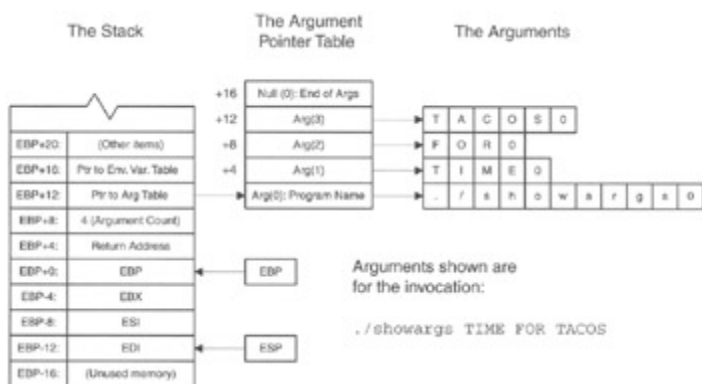 The Stack
The Argument
Pointer Table
The Arguments
+16 Null (0): End of Args
+12 Arg(3) T A C O S 0
+8 Arg(2) F O R 0
+4 Arg(1) T I M E 0
Arg(0): Program Name . / s h o w a r g s 0
EBP+20: (Other items)
EBP+16: Ptr to Env. Var. Table
EBP+12: Ptr to Arg Table
EBP+8: 4 (Argument Count)
EBP+4: Return Address
EBP+0: EBP
EBP-4: EBX
EBP-8: ESI
EBP-12: EDI
EBP-16: (Unused memory)
EBP
ESP
Arguments shown are
for the invocation:
./showargs TIME FOR TACOS